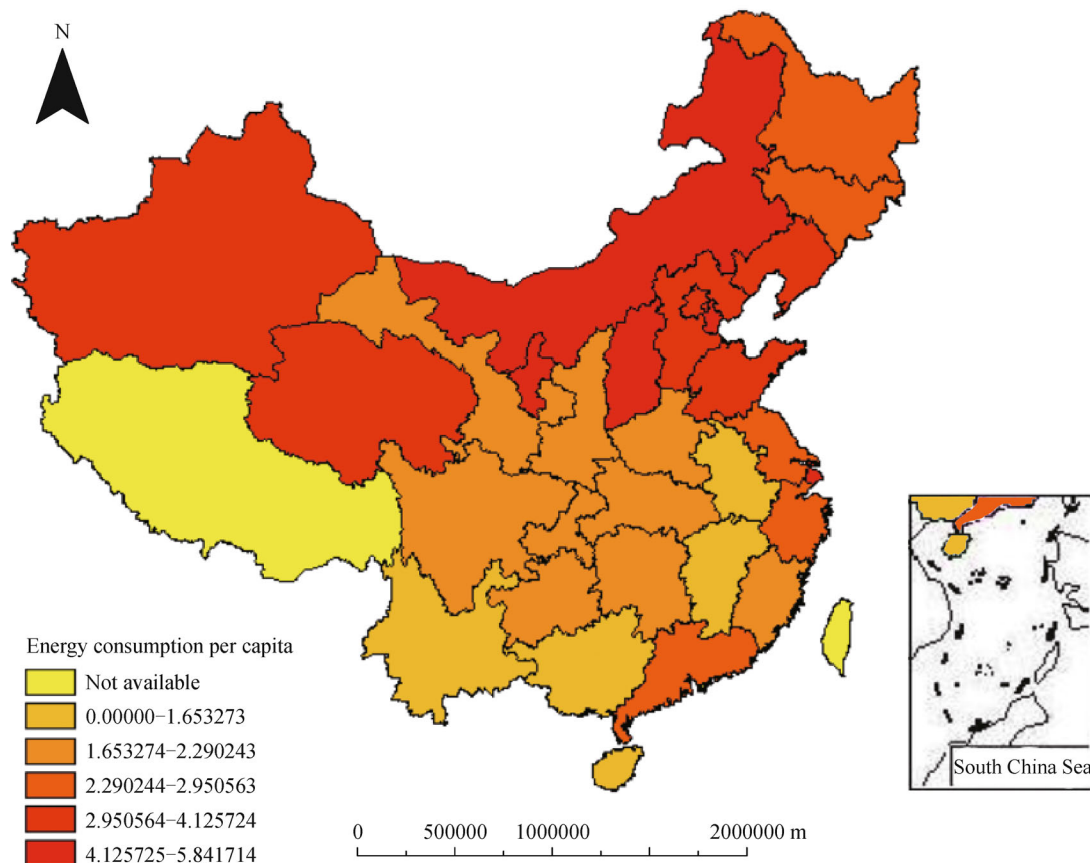 N
Energy consumption per capita
Not available
0.00000−1.653273
1.653274−2.290243
2.290244−2.950563
2.950564−4.125724
4.125725−5.841714
0 500000 1000000 2000000 m
South China Sea